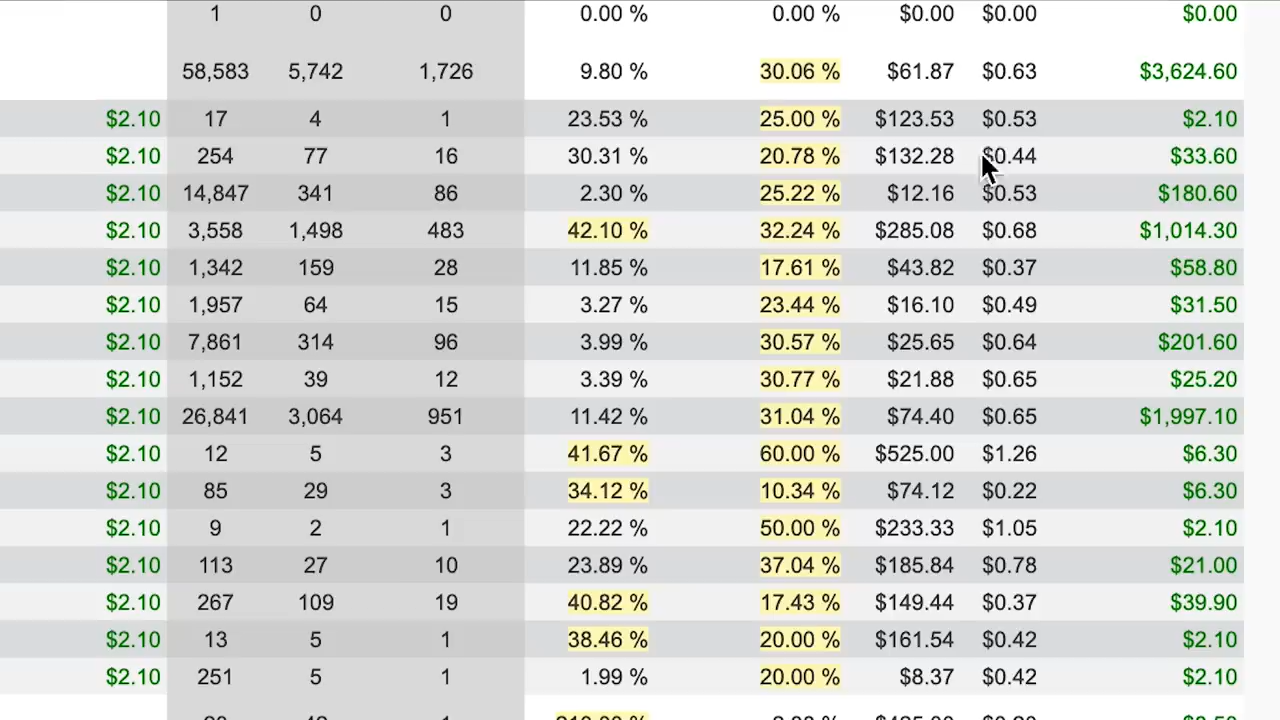 1 0 0 0.00 % 0.00 % $0.00 $0.00 $0.00
58,583 5,742 1,726 9.80 % 30.06 % $61.87 $0.63 $3,624.60
$2.10 17 4 1 23.53 % 25.00 % $123.53 $0.53 $2.10
$2.10 254 77 16 30.31 % 20.78 % $132.28 $0.44 $33.60
$2.10 14,847 341 86 2.30 % 25.22 % $12.16 $0.53 $180.60
$2.10 3,558 1,498 483 42.10 % 32.24 % $285.08 $0.68 $1,014.30
$2.10 1,342 159 28 11.85 % 17.61 % $43.82 $0.37 $58.80
$2.10 1,957 64 15 3.27 % 23.44 % $16.10 $0.49 $31.50
$2.10 7,861 314 96 3.99 % 30.57 % $25.65 $0.64 $201.60
$2.10 1,152 39 12 3.39 % 30.77 % $21.88 $0.65 $25.20
$2.10 26,841 3,064 951 11.42 % 31.04 % $74.40 $0.65 $1,997.10
$2.10 12 5 3 41.67 % 60.00 % $525.00 $1.26 $6.30
$2.10 85 29 3 34.12 % 10.34 % $74.12 $0.22 $6.30
$2.10 9 2 1 22.22 % 50.00 % $233.33 $1.05 $2.10
$2.10 113 27 10 23.89 % 37.04 % $185.84 $0.78 $21.00
$2.10 267 109 19 40.82 % 17.43 % $149.44 $0.37 $39.90
$2.10 13 5 1 38.46 % 20.00 % $161.54 $0.42 $2.10
$2.10 251 5 1 1.99 % 20.00 % $8.37 $0.42 $2.10